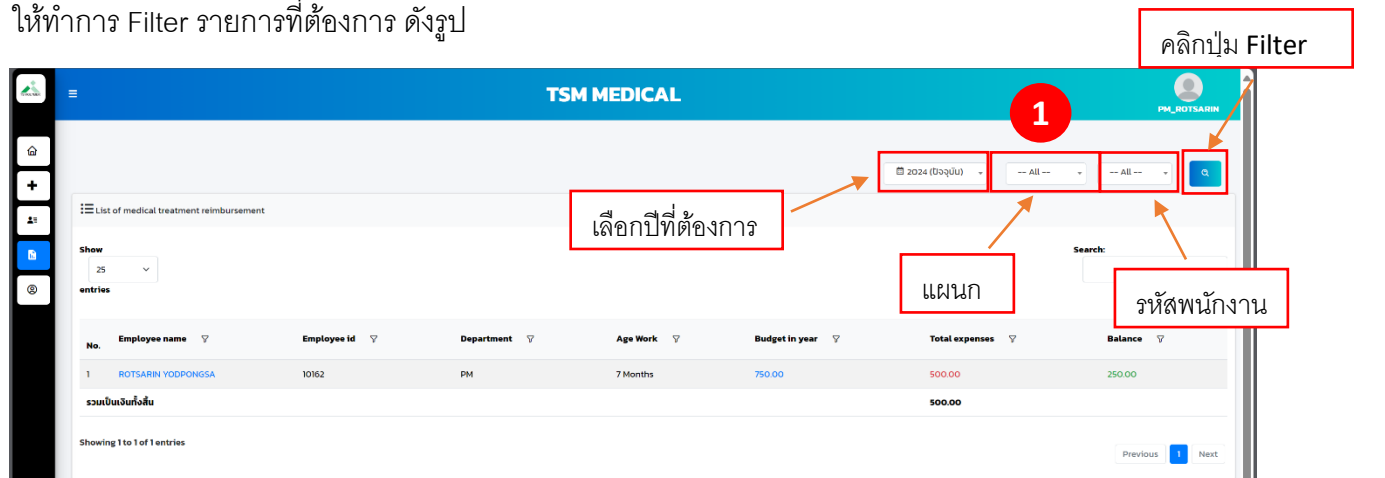 ให้ทำการ Filter รายการที่ต้องการ ดังรูป
คลิกปุ่ม Filter
TSM MEDICAL
PM_ROTSARIN
1
2024 (ปัจจุบัน)
-- All --
-- All --
List of medical treatment reimbursement
เลือกปีที่ต้องการ
Show
25
entries
Search:
แผนก
รหัสพนักงาน
No. Employee name Employee id Department Age Work Budget in year Total expenses Balance
1 ROTSARIN YODPONGSA 10162 PM 7 Months 750.00 500.00 250.00
รวมเป็นเงินทั้งสิ้น 500.00
Showing 1 to 1 of 1 entries
Previous 1 Next